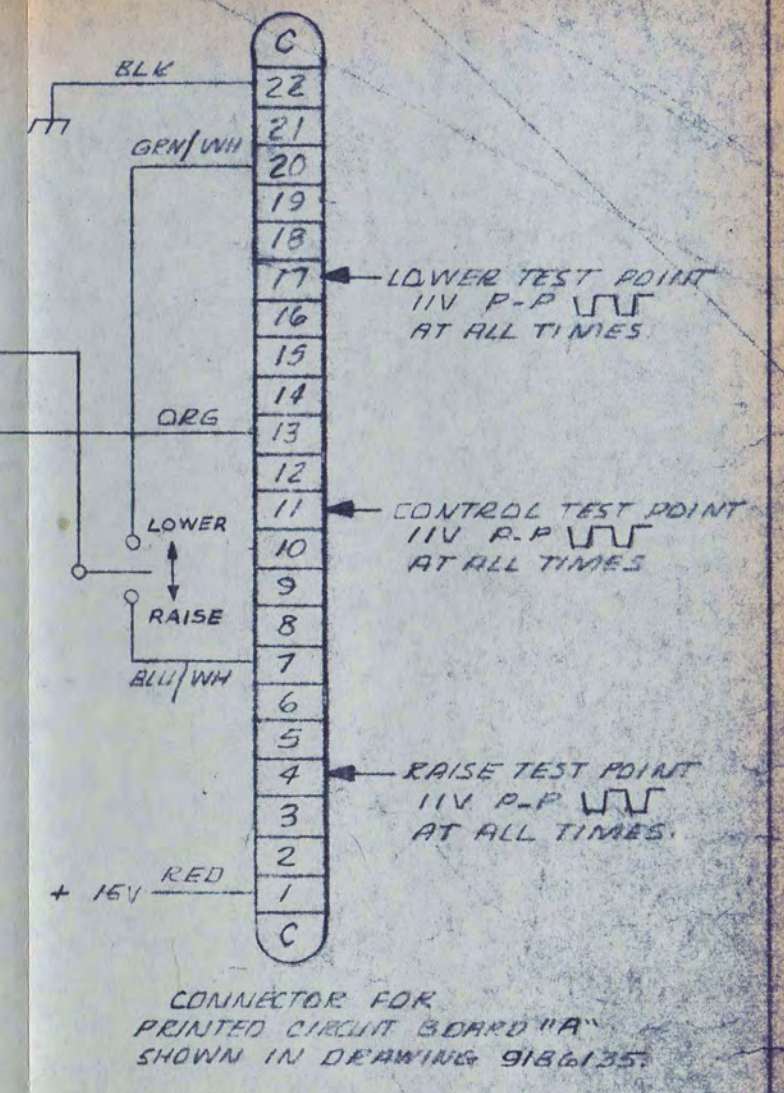 C
BLK
22
21
GRN/WH
20
19
18
17
LOWER TEST POINT
11V P-P
AT ALL TIMES.
16
15
14
ORG
13
12
11
CONTROL TEST POINT
11V P-P
AT ALL TIMES
LOWER
10
9
RAISE
8
7
BLU/WH
6
5
4
RAISE TEST POINT
11V P-P
AT ALL TIMES.
3
2
+ 16V RED
1
C
CONNECTOR FOR
PRINTED CIRCUIT BOARD "A"
SHOWN IN DRAWING 9186135.